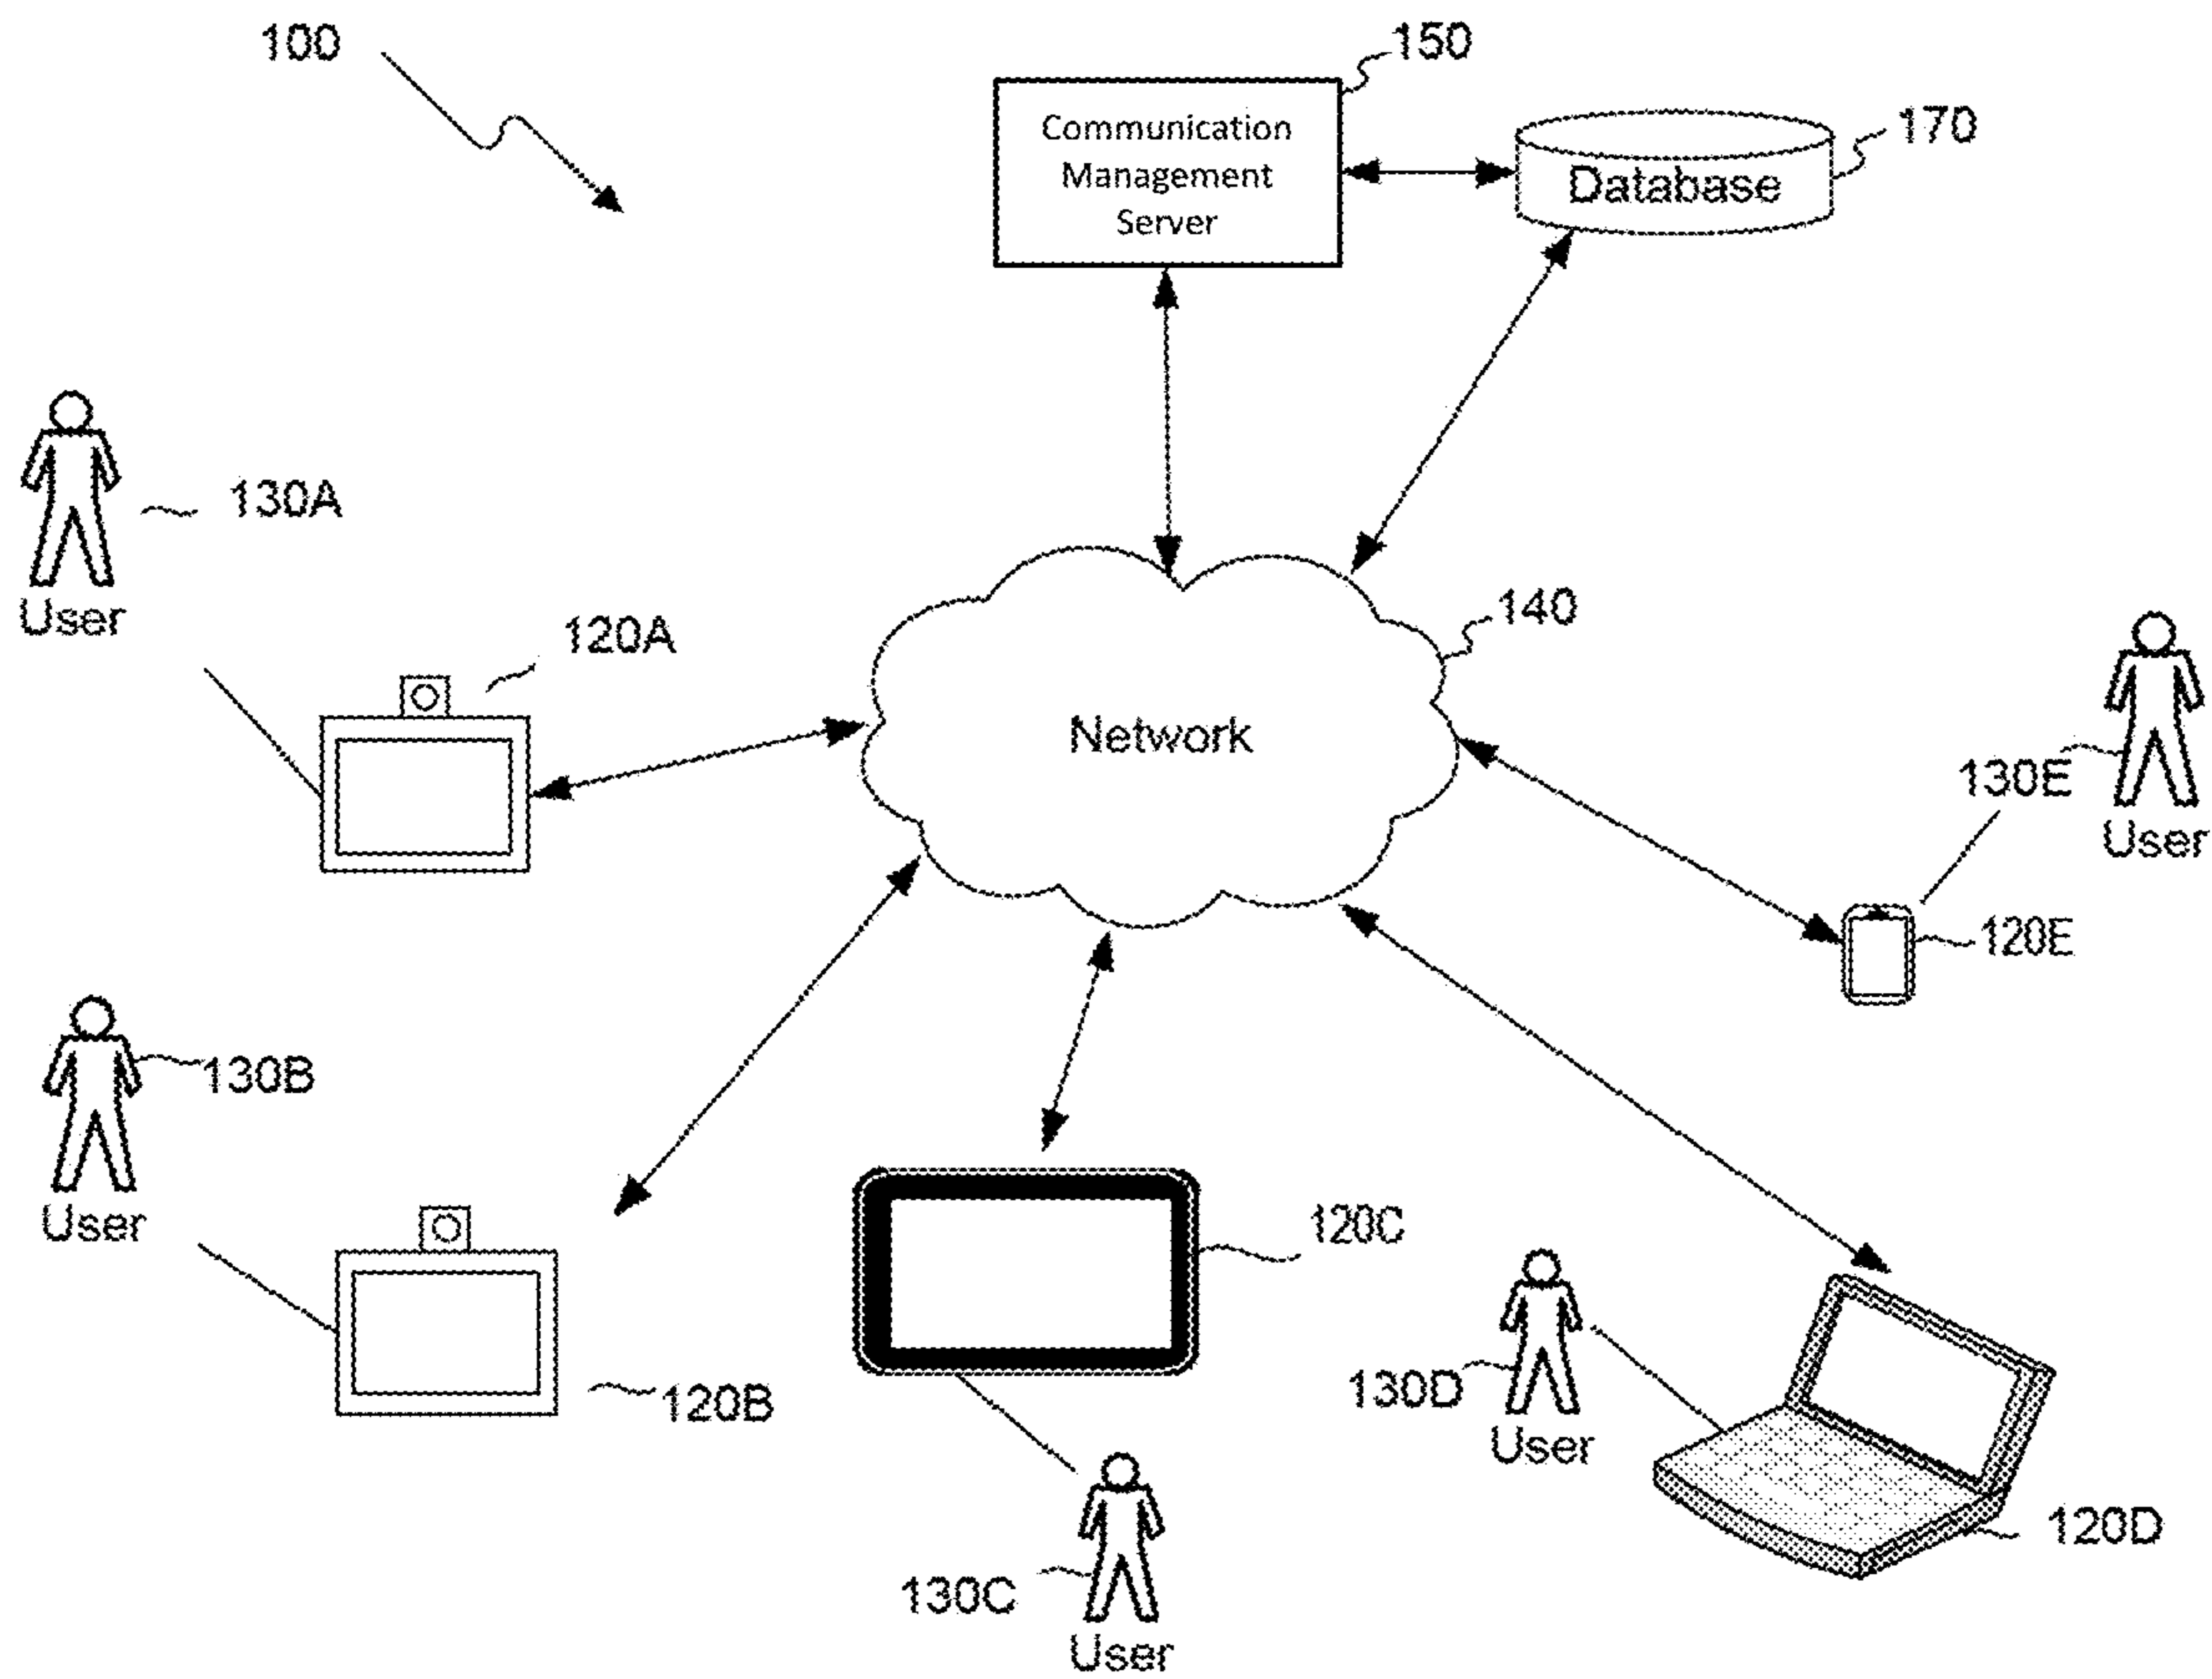 100
150
Communication
Management
Server
170
Database
130A
User
120A
140
Network
130E
User
120E
130B
User
120B
120C
130D
User
120D
130C
User